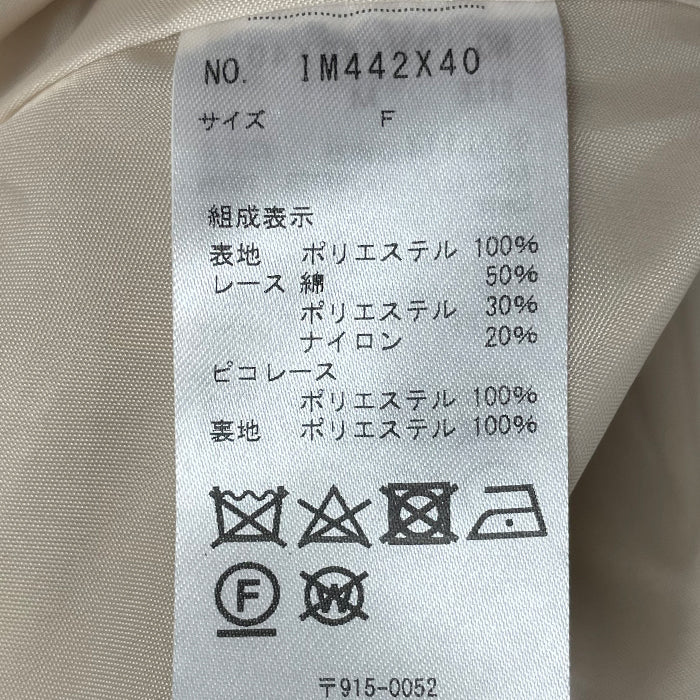 NO. 1M442X40
サイズ F
組成表示
表地 ポリエステル 100%
レース 綿 50%
ポリエステル 30%
ナイロン 20%
ピコレース
ポリエステル 100%
裏地 ポリエステル 100%
F W
〒915-0052